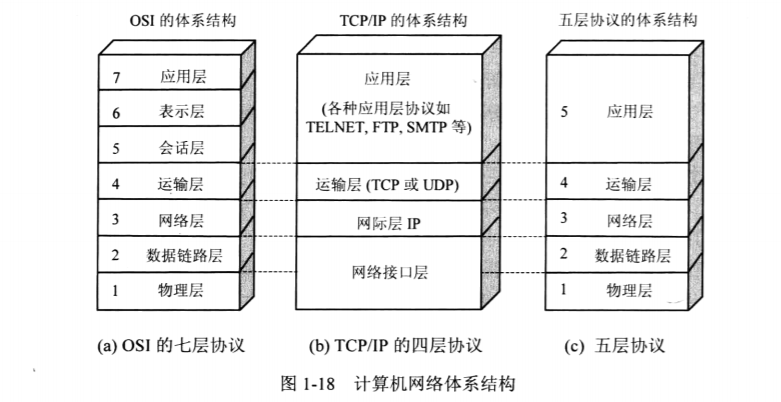 OSI 的体系结构
TCP/IP 的体系结构
五层协议的体系结构
7 应用层
6 表示层
5 会话层
4 运输层
3 网络层
2 数据链路层
1 物理层
应用层
(各种应用层协议如
TELNET, FTP, SMTP 等)
运输层 (TCP 或 UDP)
网际层 IP
网络接口层
5 应用层
4 运输层
3 网络层
2 数据链路层
1 物理层
(a) OSI 的七层协议
(b) TCP/IP 的四层协议
(c) 五层协议
图 1-18 计算机网络体系结构